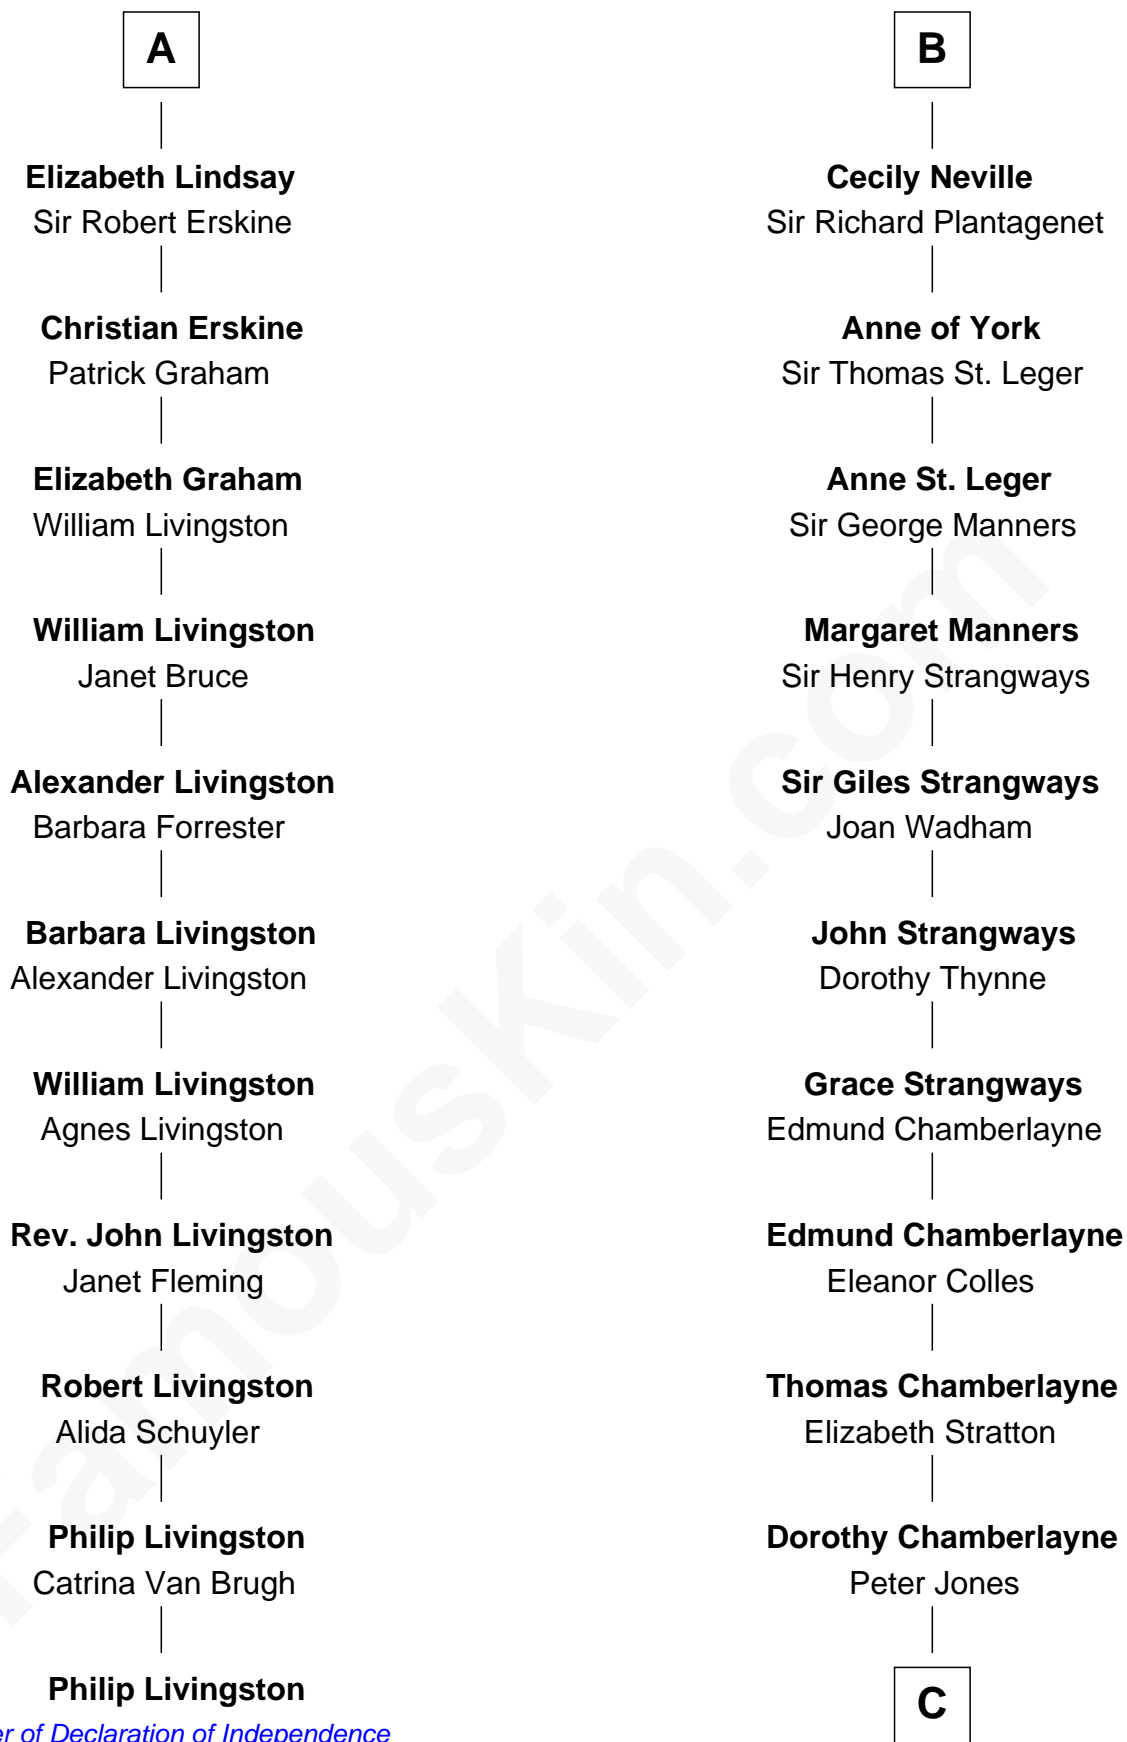 A
Elizabeth Lindsay
Sir Robert Erskine
Christian Erskine
Patrick Graham
Elizabeth Graham
William Livingston
William Livingston
Janet Bruce
Alexander Livingston
Barbara Forrester
Barbara Livingston
Alexander Livingston
William Livingston
Agnes Livingston
Rev. John Livingston
Janet Fleming
Robert Livingston
Alida Schuyler
Philip Livingston
Catrina Van Brugh
Philip Livingston
of Declaration of Independence
B
Cecily Neville
Sir Richard Plantagenet
Anne of York
Sir Thomas St. Leger
Anne St. Leger
Sir George Manners
Margaret Manners
Sir Henry Strangways
Sir Giles Strangways
Joan Wadham
John Strangways
Dorothy Thynne
Grace Strangways
Edmund Chamberlayne
Edmund Chamberlayne
Eleanor Colles
Thomas Chamberlayne
Elizabeth Stratton
Dorothy Chamberlayne
Peter Jones
C
FamousKin.com